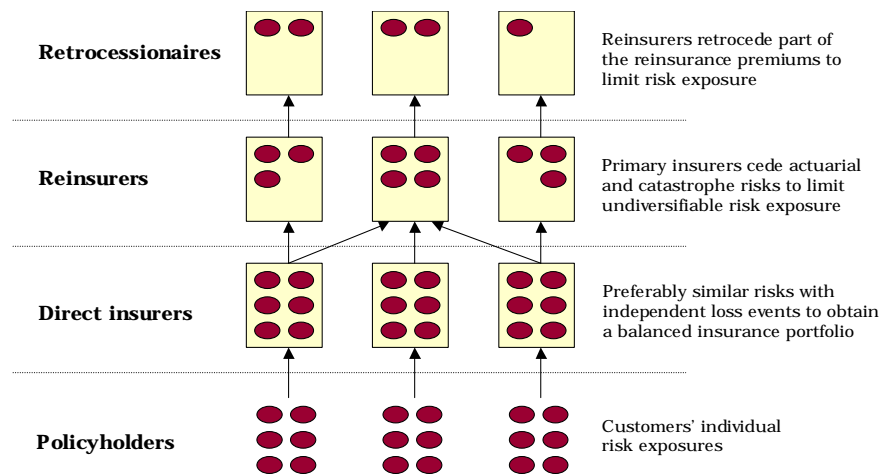 Retrocessionaires
Reinsurers retrocede part of
the reinsurance premiums to
limit risk exposure
Reinsurers
Primary insurers cede actuarial
and catastrophe risks to limit
undiversifiable risk exposure
Direct insurers
Preferably similar risks with
independent loss events to obtain
a balanced insurance portfolio
Policyholders
Customers' individual
risk exposures